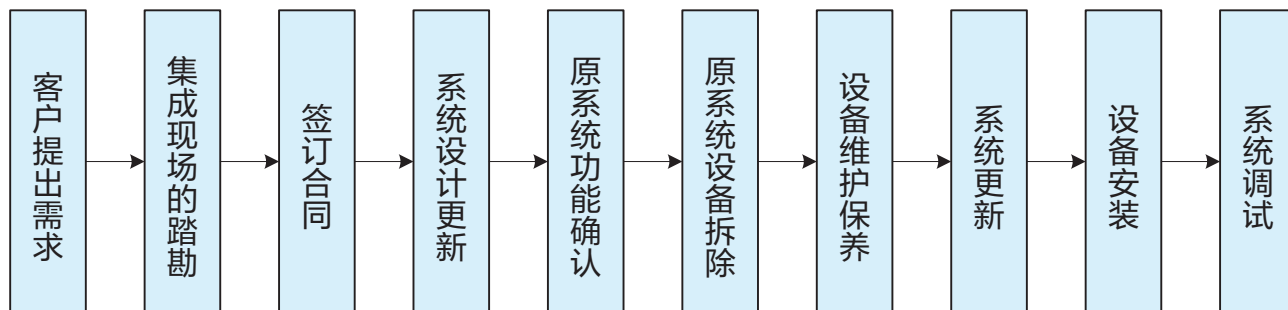 客户提出需求
集成现场的踏勘
签订合同
系统设计更新
原系统功能确认
原系统设备拆除
设备维护保养
系统更新
设备安装
系统调试